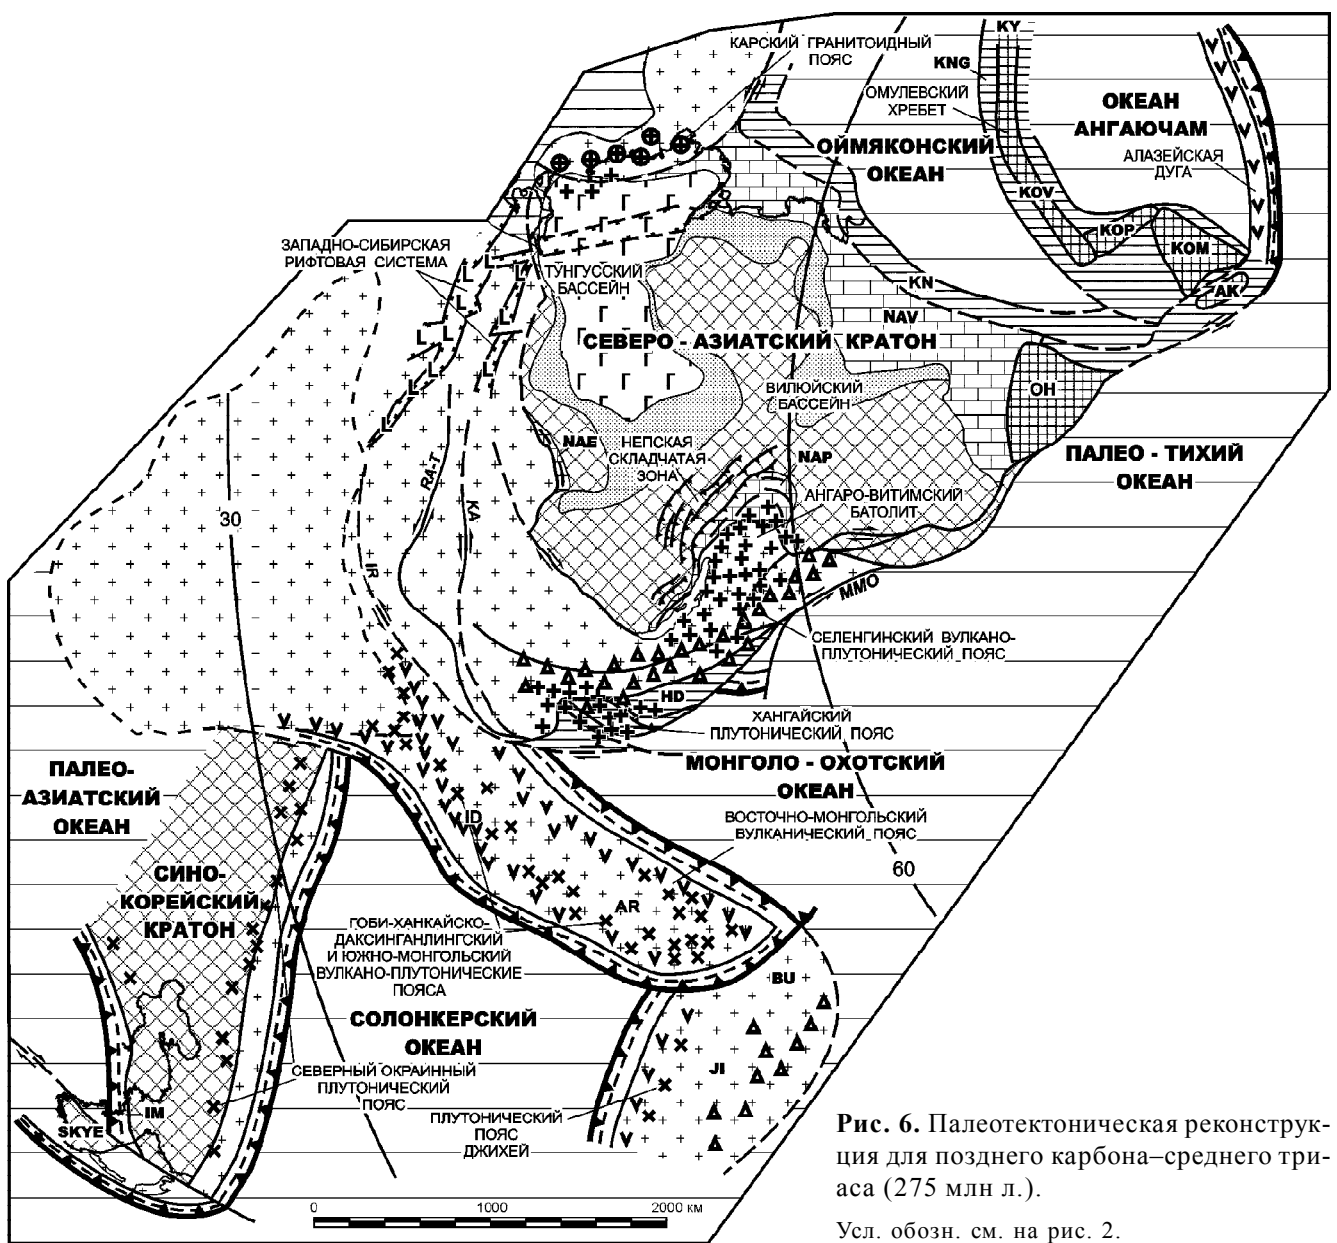 КАРСКИЙ ГРАНИТОИДНЫЙ
ПОЯС
KY
KNG
ОМУЛЕВСКИЙ
ХРЕБЕТ
ОКЕАН
АНГАЮЧАМ
ОЙМЯКОНСКИЙ
ОКЕАН
АЛАЗЕЙСКАЯ
ДУГА
KOV
KOP
KOM
AK
KN
NAV
ЗАПАДНО-СИБИРСКАЯ
РИФТОВАЯ СИСТЕМА
ТУНГУССКИЙ
БАССЕЙН
СЕВЕРО - АЗИАТСКИЙ КРАТОН
ВИЛЮЙСКИЙ
БАССЕЙН
OH
NAE
НЕПСКАЯ
СКЛАДЧАТАЯ
ЗОНА
NAP
ПАЛЕО - ТИХИЙ
ОКЕАН
АНГАРО-ВИТИМСКИЙ
БАТОЛИТ
RA-T
KA
30
IR
MMO
СЕЛЕНГИНСКИЙ ВУЛКАНО-
ПЛУТОНИЧЕСКИЙ ПОЯС
HD
ХАНГАЙСКИЙ
ПЛУТОНИЧЕСКИЙ ПОЯС
МОНГОЛО - ОХОТСКИЙ
ОКЕАН
ПАЛЕО-
АЗИАТСКИЙ
ОКЕАН
ВОСТОЧНО-МОНГОЛЬСКИЙ
ВУЛКАНИЧЕСКИЙ ПОЯС
ID
60
СИНО-
КОРЕЙСКИЙ
КРАТОН
AR
ГОБИ-ХАНКАЙСКО-
ДАКСИНГАНЛИНГСКИЙ
И ЮЖНО-МОНГОЛЬСКИЙ
ВУЛКАНО-ПЛУТОНИЧЕСКИЕ
ПОЯСА
BU
СОЛОНКЕРСКИЙ
ОКЕАН
СЕВЕРНЫЙ ОКРАИННЫЙ
ПЛУТОНИЧЕСКИЙ
ПОЯС
JI
IM
SKYE
ПЛУТОНИЧЕСКИЙ
ПОЯС
ДЖИХЕЙ
0 1000 2000 км
Рис. 6. Палеотектоническая реконструк-
ция для позднего карбона–среднего три-
аса (275 млн л.).
Усл. обозн. см. на рис. 2.